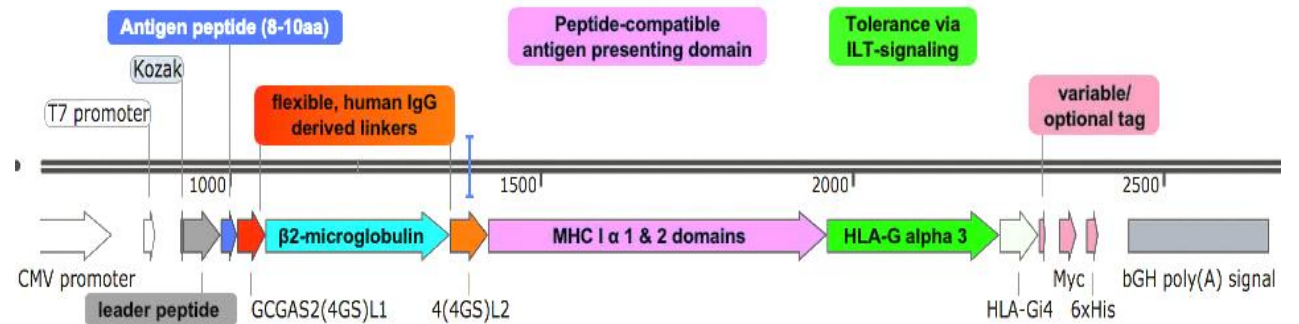 Antigen peptide (8-10aa)
Peptide-compatible
antigen presenting domain
Tolerance via
ILT-signaling
Kozak
T7 promoter
flexible, human IgG
derived linkers
variable/
optional tag
1000
1500
2000
2500
β2-microglobulin
MHC I α 1 & 2 domains
HLA-G alpha 3
CMV promoter
leader peptide
GCGAS2(4GS)L1
4(4GS)L2
HLA-Gi4
Myc
6xHis
bGH poly(A) signal